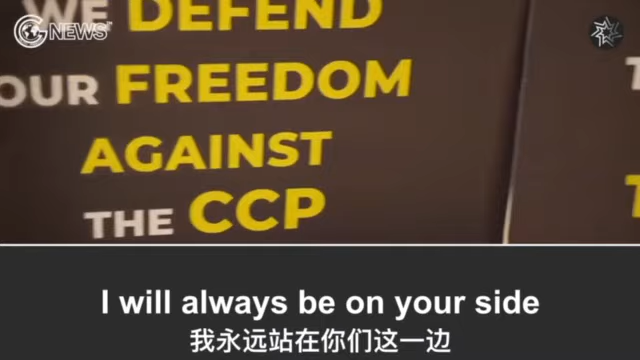 GNEWS
WE DEFEND
OUR FREEDOM
AGAINST
THE CCP
I will always be on your side
我永远站在你们这一边